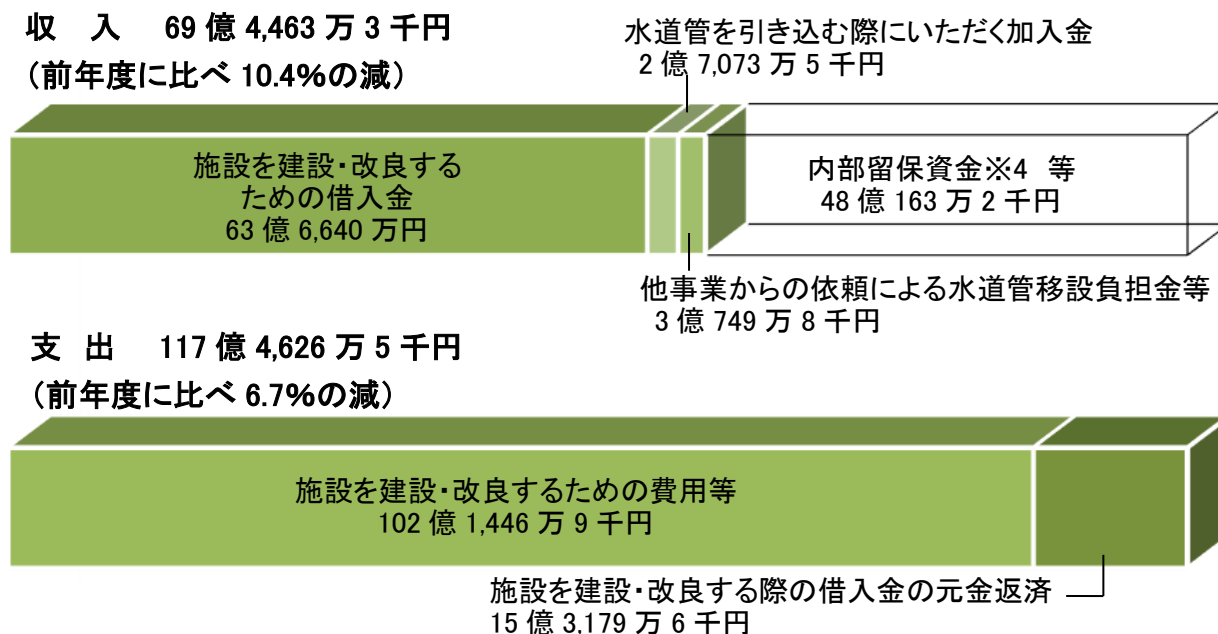 収　入　69 億 4,463 万 3 千円
（前年度に比べ 10.4％の減）
水道管を引き込む際にいただく加入金
2 億 7,073 万 5 千円
施設を建設・改良する
ための借入金
63 億 6,640 万円
内部留保資金※4　等
48 億 163 万 2 千円
他事業からの依頼による水道管移設負担金等
3 億 749 万 8 千円
支　出　117 億 4,626 万 5 千円
（前年度に比べ 6.7％の減）
施設を建設・改良するための費用等
102 億 1,446 万 9 千円
施設を建設・改良する際の借入金の元金返済
15 億 3,179 万 6 千円